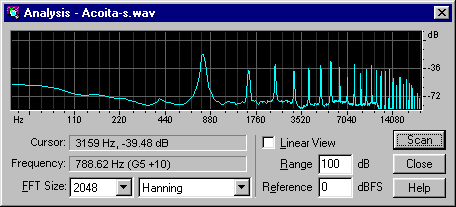 Analysis - Acoita-s.wav
dB
-36
-72
Hz 110 220 440 880 1760 3520 7040 14080
Cursor: 3159 Hz, -39.48 dB
Linear View
Scan
Frequency: 788.62 Hz (G5 +10)
Range 100 dB
Close
FFT Size: 2048 Hanning
Reference 0 dBFS
Help